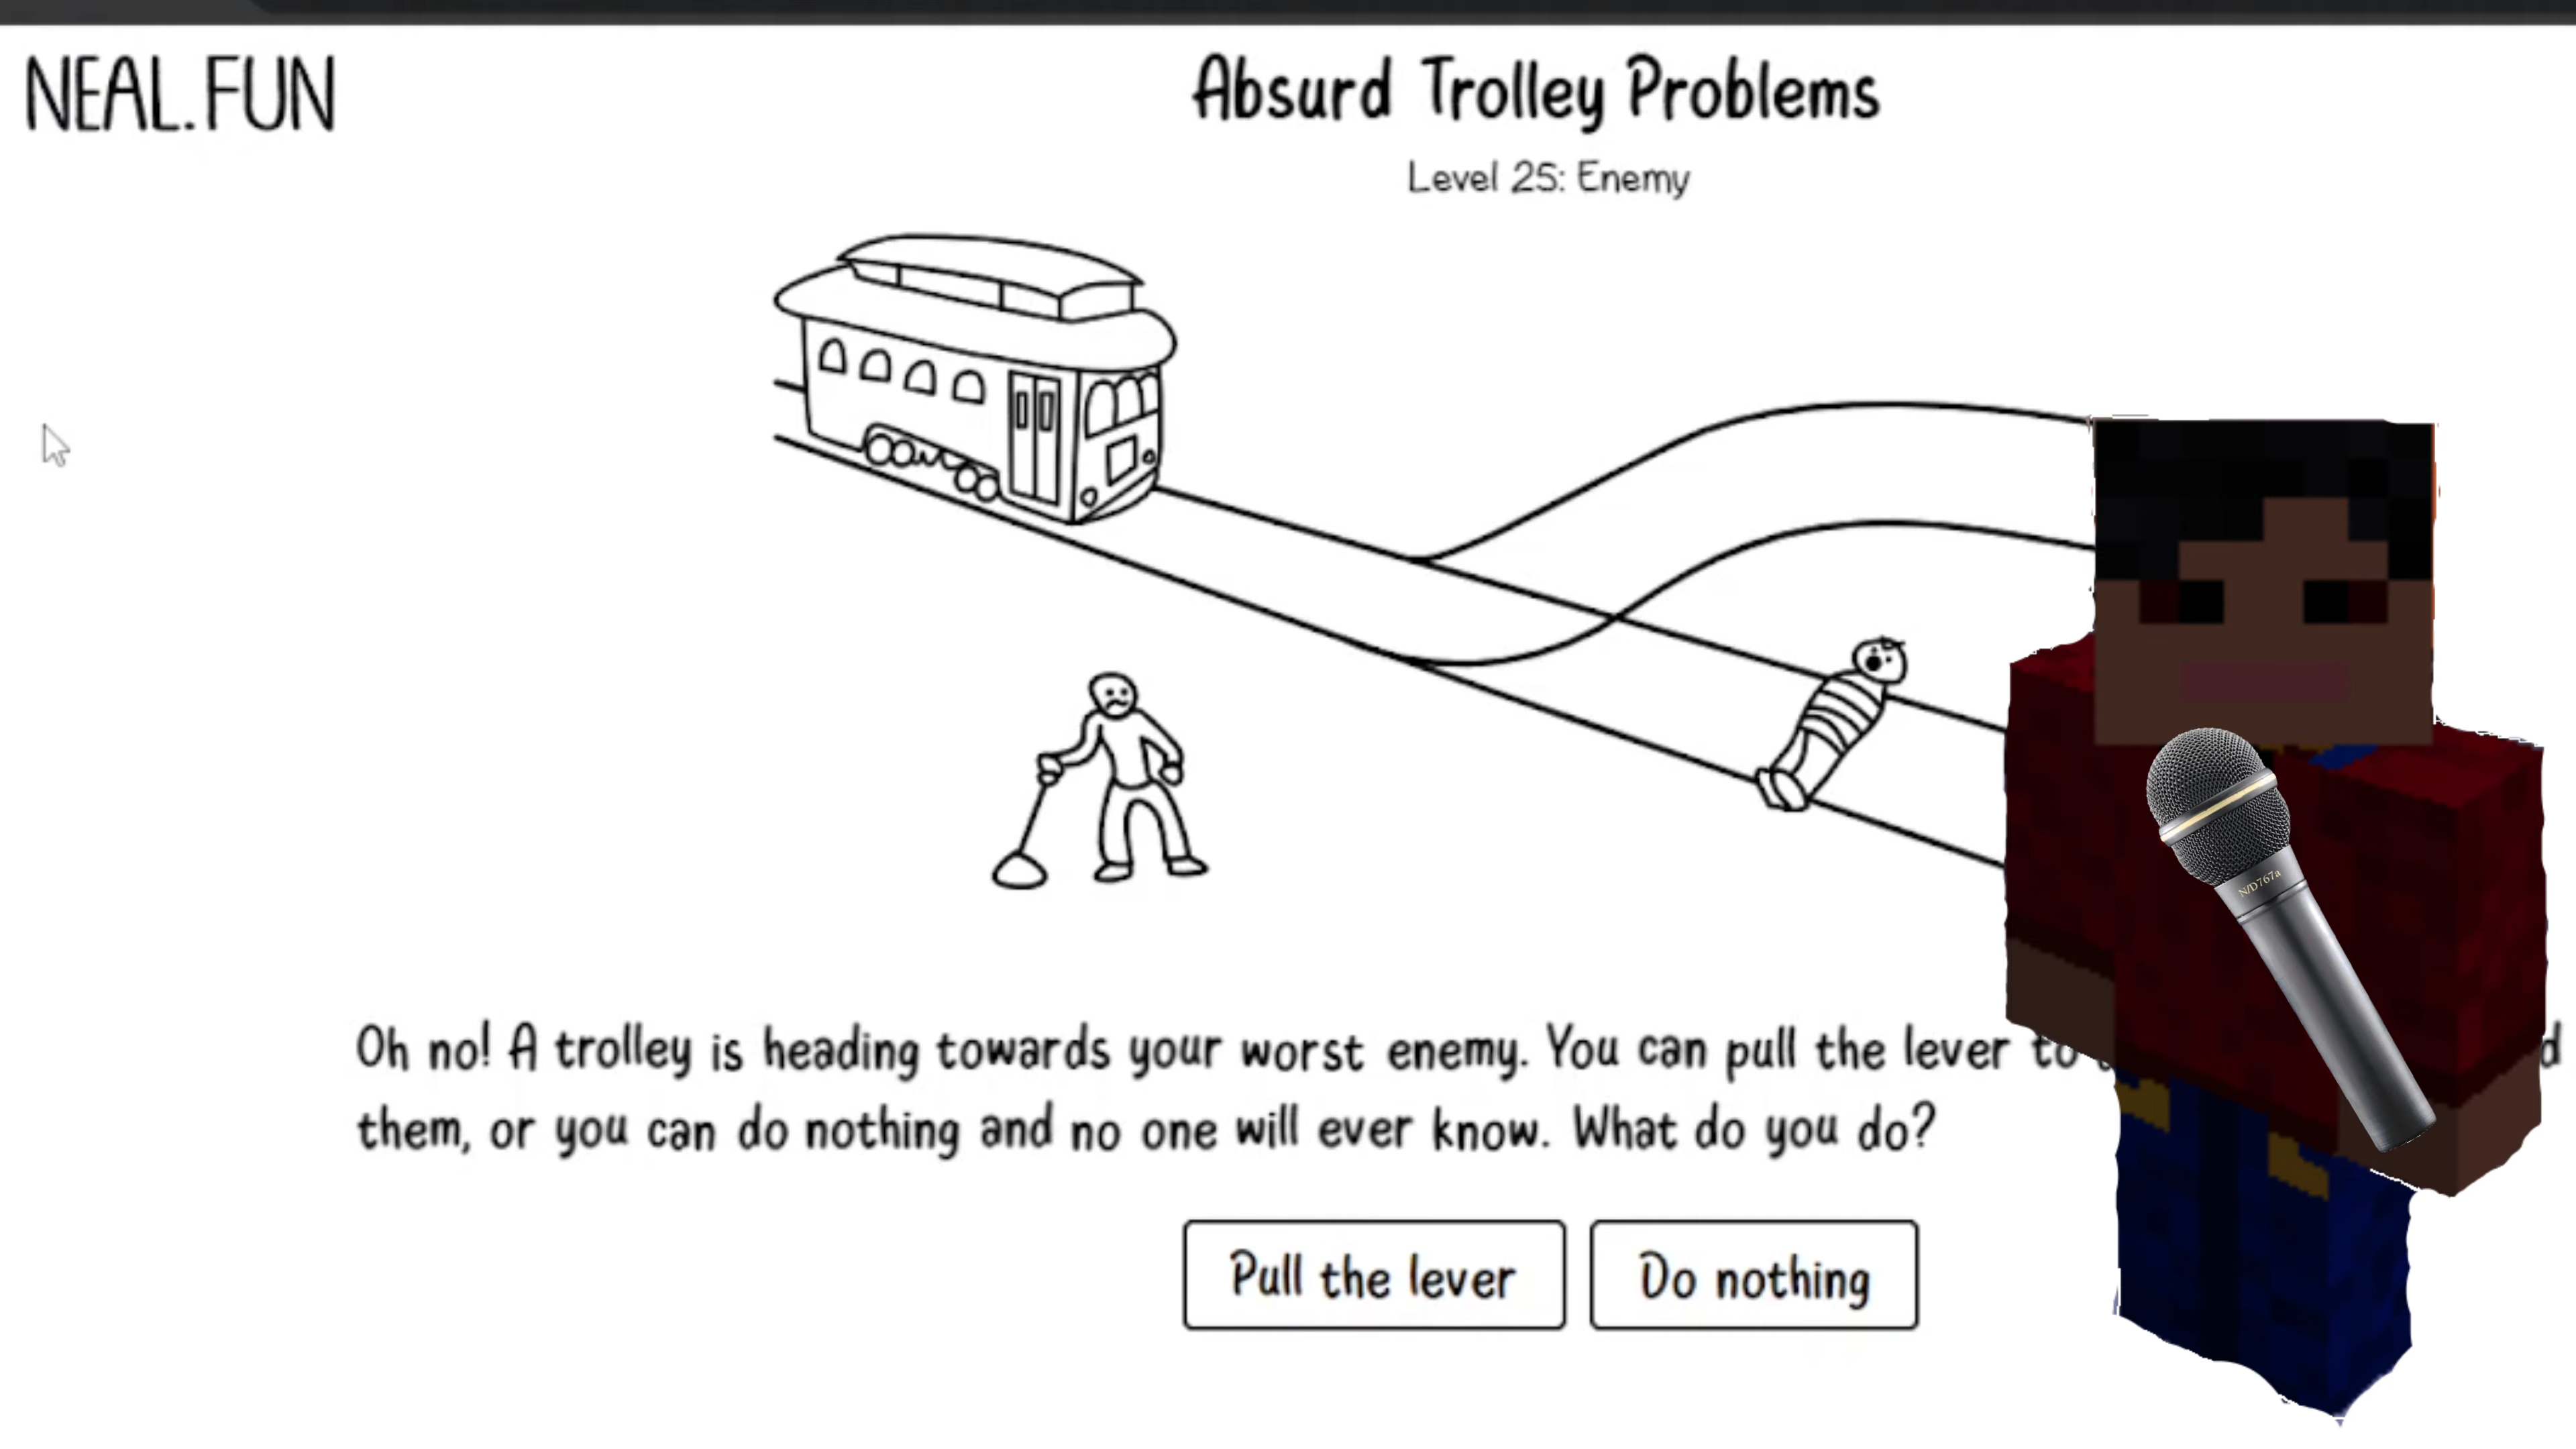 NEAL.FUN
Absurd Trolley Problems
Level 25: Enemy
Oh no! A trolley is heading towards your worst enemy. You can pull the lever to
them, or you can do nothing and no one will ever know. What do you do?
Pull the lever
Do nothing
N/D767a